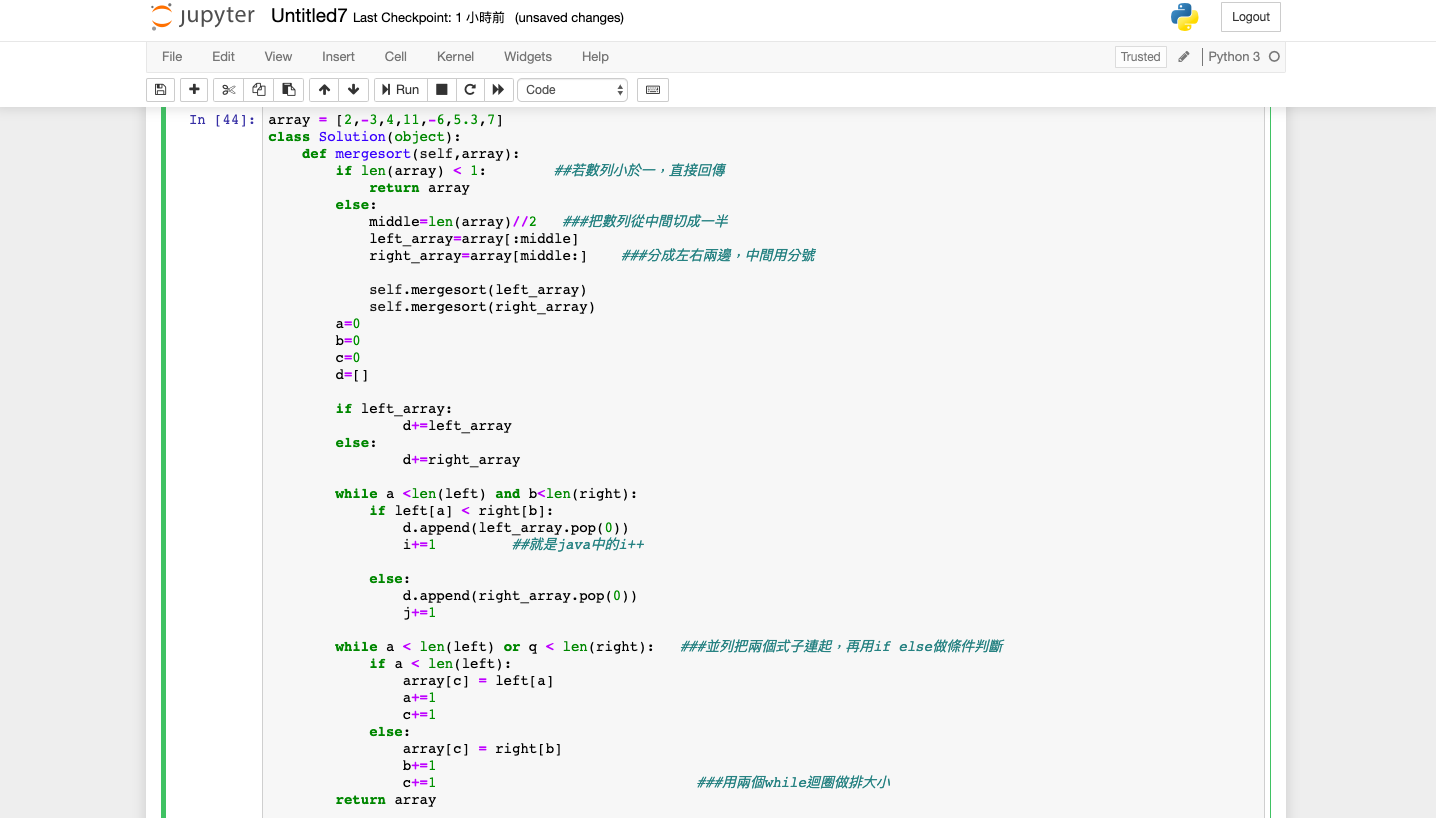 jupyter Untitled7 Last Checkpoint: 1 小時前 (unsaved changes) Logout
File Edit View Insert Cell Kernel Widgets Help Trusted Python 3
Run Code
In [44]: array = [2,-3,4,11,-6,5.3,7]
class Solution(object):
    def mergesort(self,array):
        if len(array) < 1:        ##若數列小於一，直接回傳
            return array
        else:
            middle=len(array)//2   ###把數列從中間切成一半
            left_array=array[:middle]
            right_array=array[middle:]    ###分成左右兩邊，中間用分號
            self.mergesort(left_array)
            self.mergesort(right_array)
        a=0
        b=0
        c=0
        d=[]
        if left_array:
                d+=left_array
        else:
                d+=right_array
        while a <len(left) and b<len(right):
            if left[a] < right[b]:
                d.append(left_array.pop(0))
                i+=1         ##就是java中的i++
            else:
                d.append(right_array.pop(0))
                j+=1
        while a < len(left) or q < len(right):   ###並列把兩個式子連起，再用if else做條件判斷
            if a < len(left):
                array[c] = left[a]
                a+=1
                c+=1
            else:
                array[c] = right[b]
                b+=1
                c+=1                               ###用兩個while迴圈做排大小
        return array